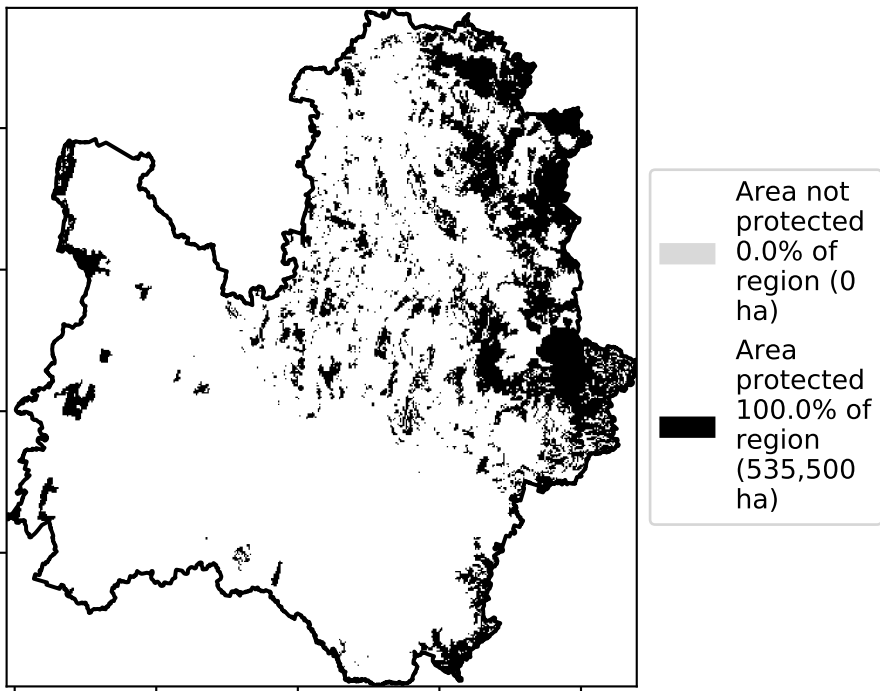 Area not
protected
0.0% of
region (0
ha)
Area
protected
100.0% of
region
(535,500
ha)